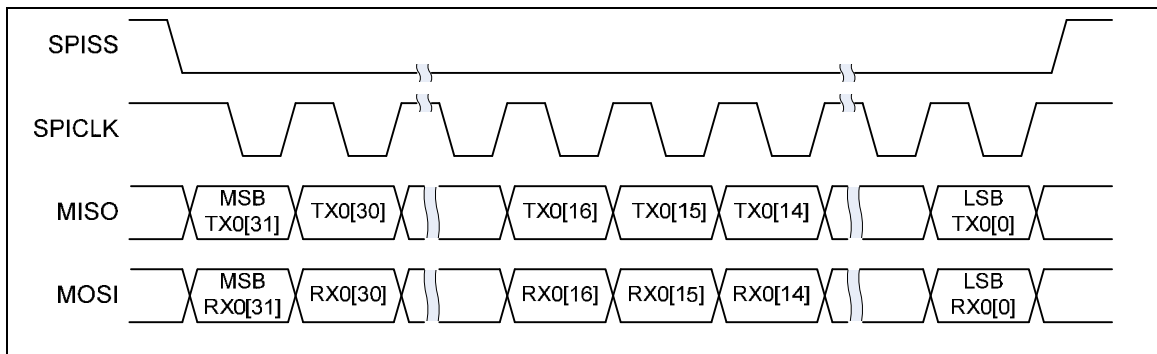 SPISS
SPICLK
MISO
MSB
TX0[31]
TX0[30]
TX0[16]
TX0[15]
TX0[14]
LSB
TX0[0]
MOSI
MSB
RX0[31]
RX0[30]
RX0[16]
RX0[15]
RX0[14]
LSB
RX0[0]